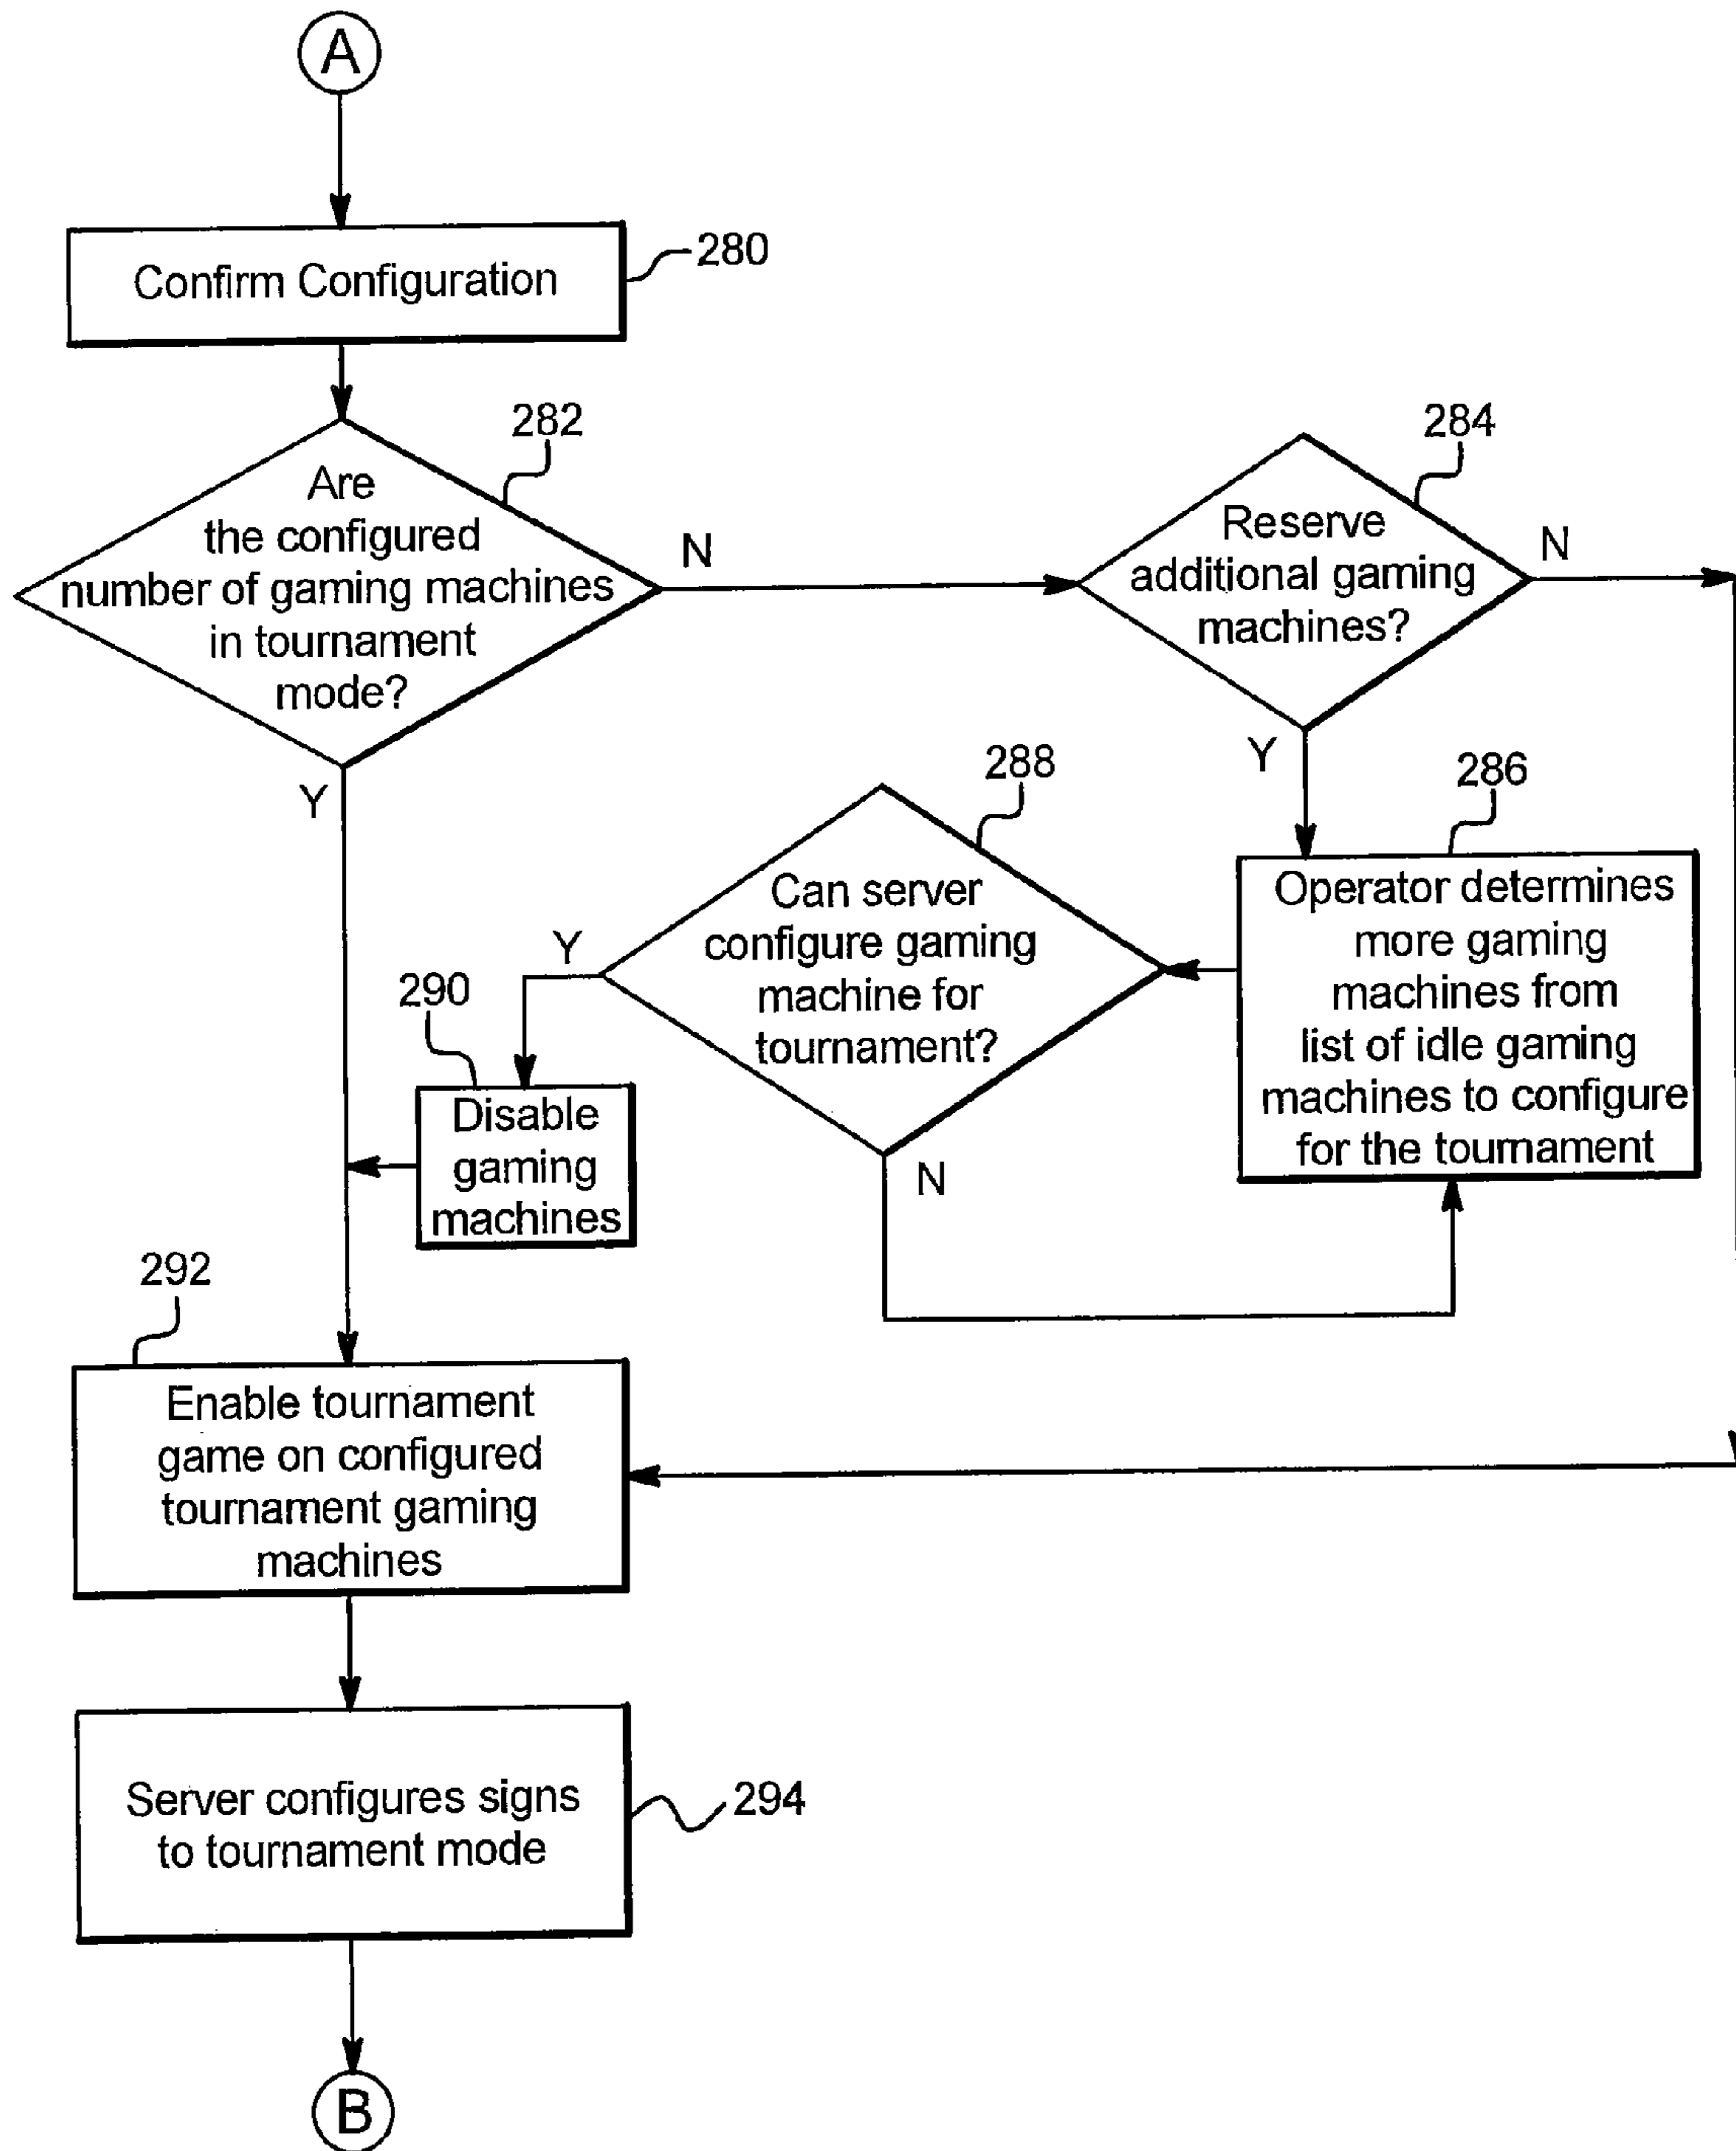 A
Confirm Configuration
280
282
Are
the configured
number of gaming machines
in tournament
mode?
N
Y
284
Reserve
additional gaming
machines?
N
Y
286
Operator determines
more gaming
machines from
list of idle gaming
machines to configure
for the tournament
288
Can server
configure gaming
machine for
tournament?
Y
N
290
Disable
gaming
machines
292
Enable tournament
game on configured
tournament gaming
machines
Server configures signs
to tournament mode
294
B